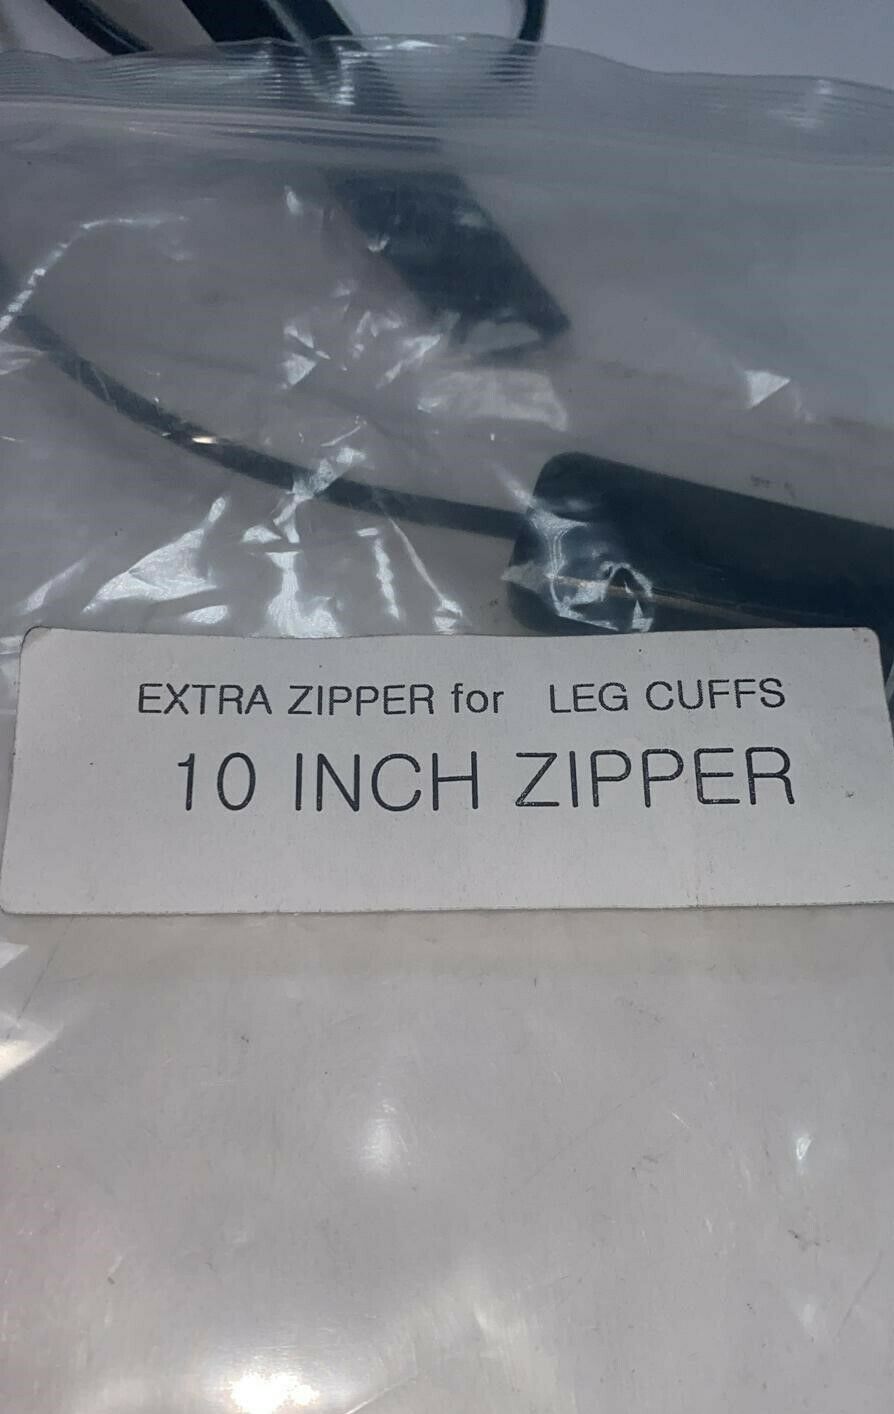 EXTRA ZIPPER for LEG CUFFS
10 INCH ZIPPER